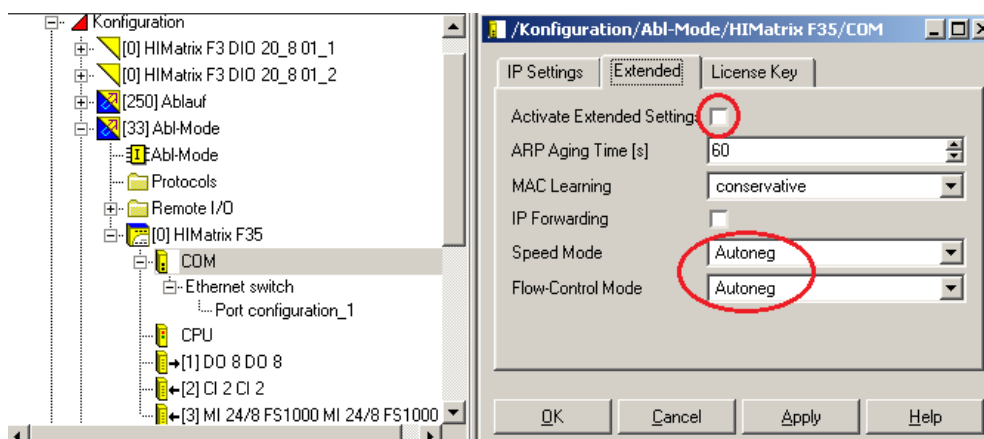 Konfiguration
[0] HIMatrix F3 DIO 20_8 01_1
[0] HIMatrix F3 DIO 20_8 01_2
[250] Ablauf
[33] Abl-Mode
Abl-Mode
Protocols
Remote I/O
[0] HIMatrix F35
COM
Ethernet switch
Port configuration_1
CPU
[1] DO 8 DO 8
[2] CI 2 CI 2
[3] MI 24/8 FS1000 MI 24/8 FS1000
/Konfiguration/Abl-Mode/HIMatrix F35/COM
IP Settings Extended License Key
Activate Extended Settings
ARP Aging Time [s] 60
MAC Learning conservative
IP Forwarding
Speed Mode Autoneg
Flow-Control Mode Autoneg
OK Cancel Apply Help